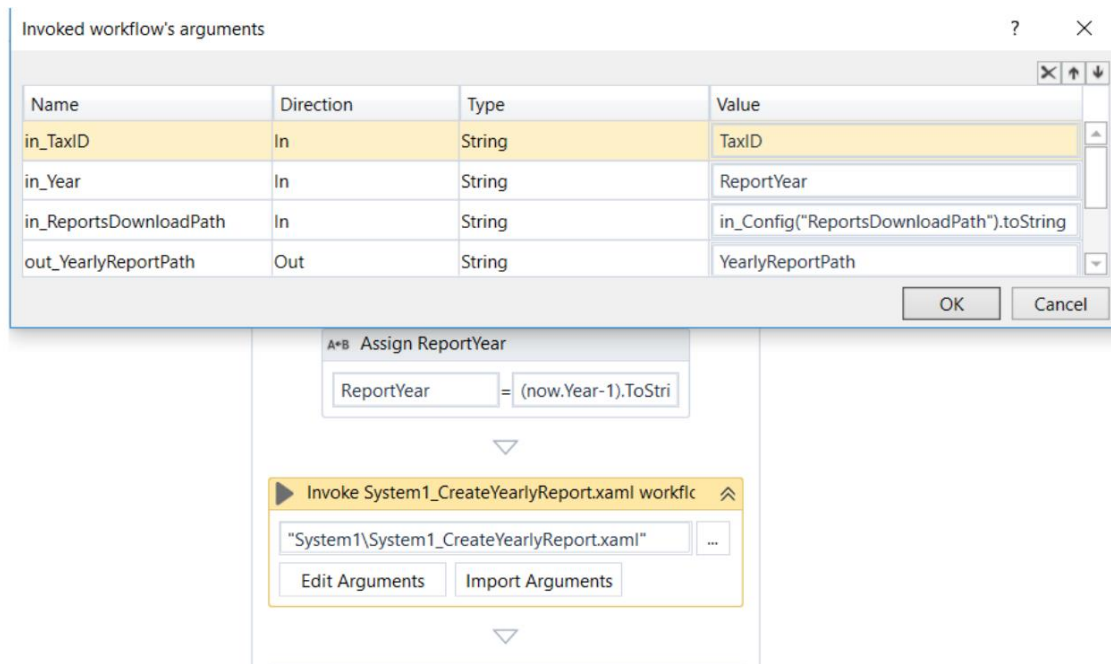 Invoked workflow's arguments ? ×
Name Direction Type Value
in_TaxID In String TaxID
in_Year In String ReportYear
in_ReportsDownloadPath In String in_Config("ReportsDownloadPath").toString
out_YearlyReportPath Out String YearlyReportPath
OK Cancel
A+B Assign ReportYear
ReportYear = (now.Year-1).ToStri
Invoke System1_CreateYearlyReport.xaml workflc
"System1\System1_CreateYearlyReport.xaml" ...
Edit Arguments Import Arguments